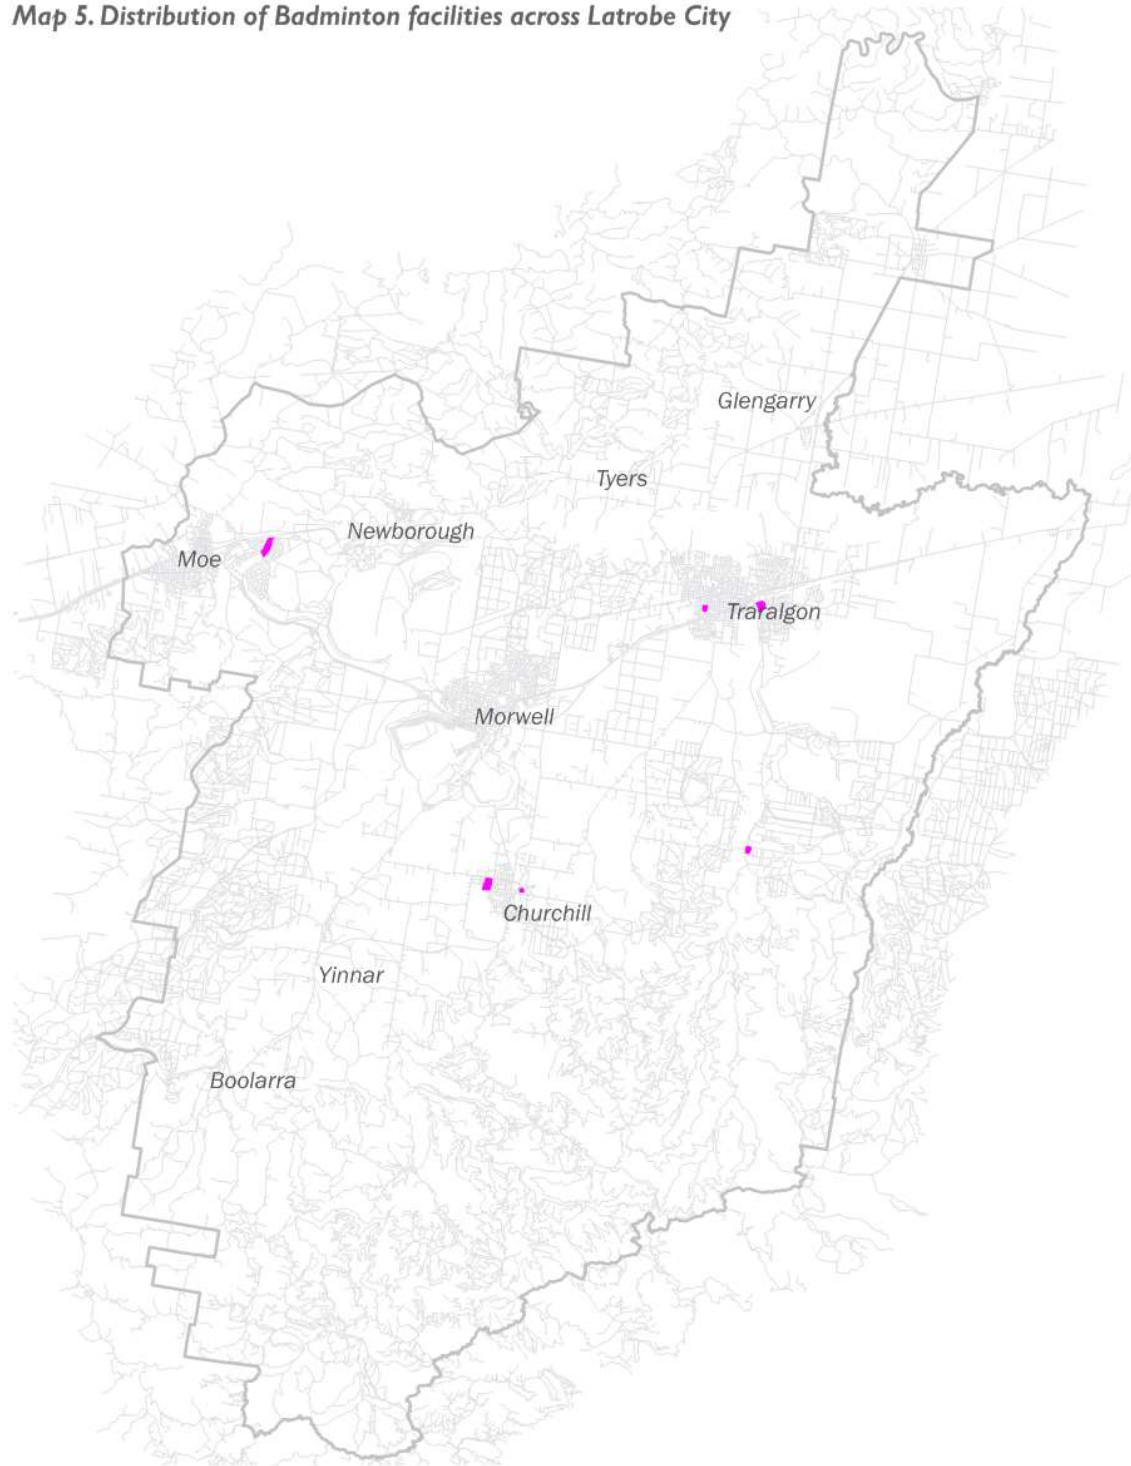 Map 5. Distribution of Badminton facilities across Latrobe City
Glengarry
Tyers
Newborough
Moe
Traralgon
Morwell
Churchill
Yinnar
Boolarra